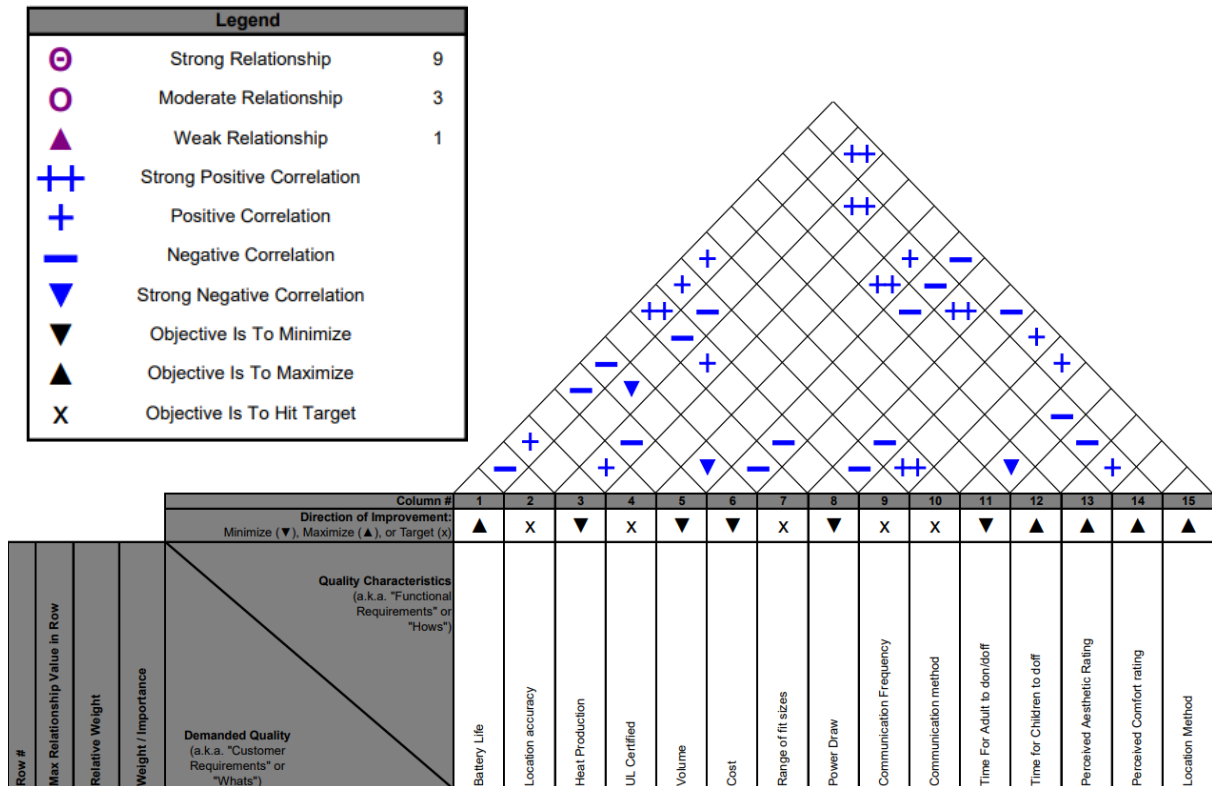 Legend
Strong Relationship 9
Moderate Relationship 3
Weak Relationship 1
Strong Positive Correlation
Positive Correlation
Negative Correlation
Strong Negative Correlation
Objective Is To Minimize
Objective Is To Maximize
x Objective Is To Hit Target
Column # 1 2 3 4 5 6 7 8 9 10 11 12 13 14 15
Direction of Improvement:
Minimize (▼), Maximize (▲), or Target (x)
▲ x ▼ x ▼ ▼ x ▼ x x ▼ ▲ ▲ ▲ ▲
Row #
Max Relationship Value in Row
Relative Weight
Weight / Importance
Quality Characteristics
(a.k.a. "Functional
Requirements" or
"Hows")
Demanded Quality
(a.k.a. "Customer
Requirements" or
"Whats")
Battery Life
Location accuracy
Heat Production
UL Certified
Volume
Cost
Range of fit sizes
Power Draw
Communication Frequency
Communication method
Time For Adult to don/doff
Time for Children to doff
Perceived Aesthetic Rating
Perceived Comfort rating
Location Method